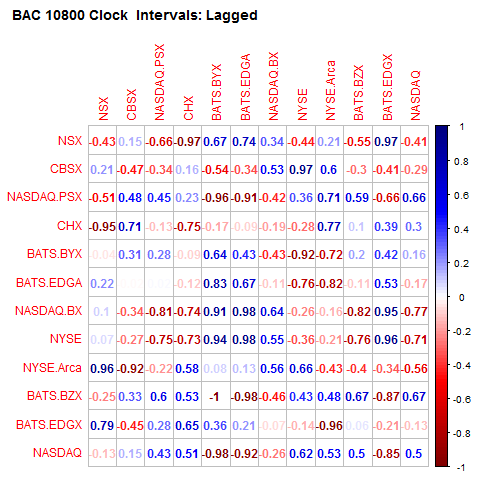 BAC 10800 Clock Intervals: Lagged
NSX CBSX NASDAQ.PSX CHX BATS.BYX BATS.EDGA NASDAQ.BX NYSE NYSE.Arca BATS.BZX BATS.EDGX NASDAQ
NSX -0.43 0.15 -0.66 -0.97 0.67 0.74 0.34 -0.44 0.21 -0.55 0.97 -0.41
CBSX 0.21 -0.47 -0.34 0.16 -0.54 -0.34 0.53 0.97 0.6 -0.3 -0.41 -0.29
NASDAQ.PSX -0.51 0.48 0.45 0.23 -0.96 -0.91 -0.42 0.36 0.71 0.59 -0.66 0.66
CHX -0.95 0.71 -0.13 -0.75 -0.17 -0.09 -0.19 -0.28 0.77 0.1 0.39 0.3
BATS.BYX -0.04 0.31 0.28 -0.09 0.64 0.43 -0.43 -0.92 -0.72 0.2 0.42 0.16
BATS.EDGA 0.22 -0.12 0.83 0.67 -0.11 -0.76 -0.82 -0.11 0.53 -0.17
NASDAQ.BX 0.1 -0.34 -0.81 -0.74 0.91 0.98 0.64 -0.26 -0.16 -0.82 0.95 -0.77
NYSE 0.07 -0.27 -0.75 -0.73 0.94 0.98 0.55 -0.36 -0.21 -0.76 0.96 -0.71
NYSE.Arca 0.96 -0.92 -0.22 0.58 0.08 0.13 0.56 0.66 -0.43 -0.4 -0.34 -0.56
BATS.BZX -0.25 0.33 0.6 0.53 -1 -0.98 -0.46 0.43 0.48 0.67 -0.87 0.67
BATS.EDGX 0.79 -0.45 0.28 0.65 0.36 0.21 -0.07 -0.14 -0.96 0.06 -0.21 -0.13
NASDAQ -0.13 0.15 0.43 0.51 -0.98 -0.92 -0.26 0.62 0.53 0.5 -0.85 0.5
1
0.8
0.6
0.4
0.2
0
-0.2
-0.4
-0.6
-0.8
-1